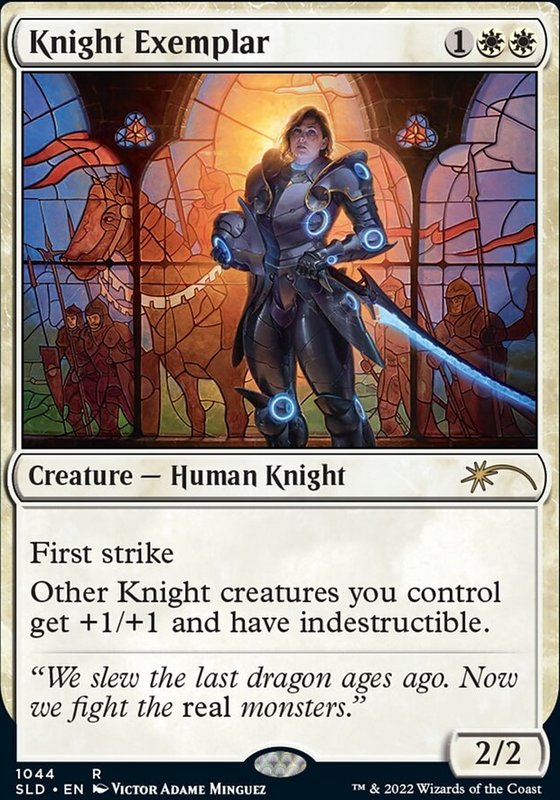 Knight Exemplar 1
Creature — Human Knight
First strike
Other Knight creatures you control
get +1/+1 and have indestructible.
“We slew the last dragon ages ago. Now
we fight the real monsters.”
2/2
1044 R
SLD • EN Victor Adame Minguez
™ & © 2022 Wizards of the Coast